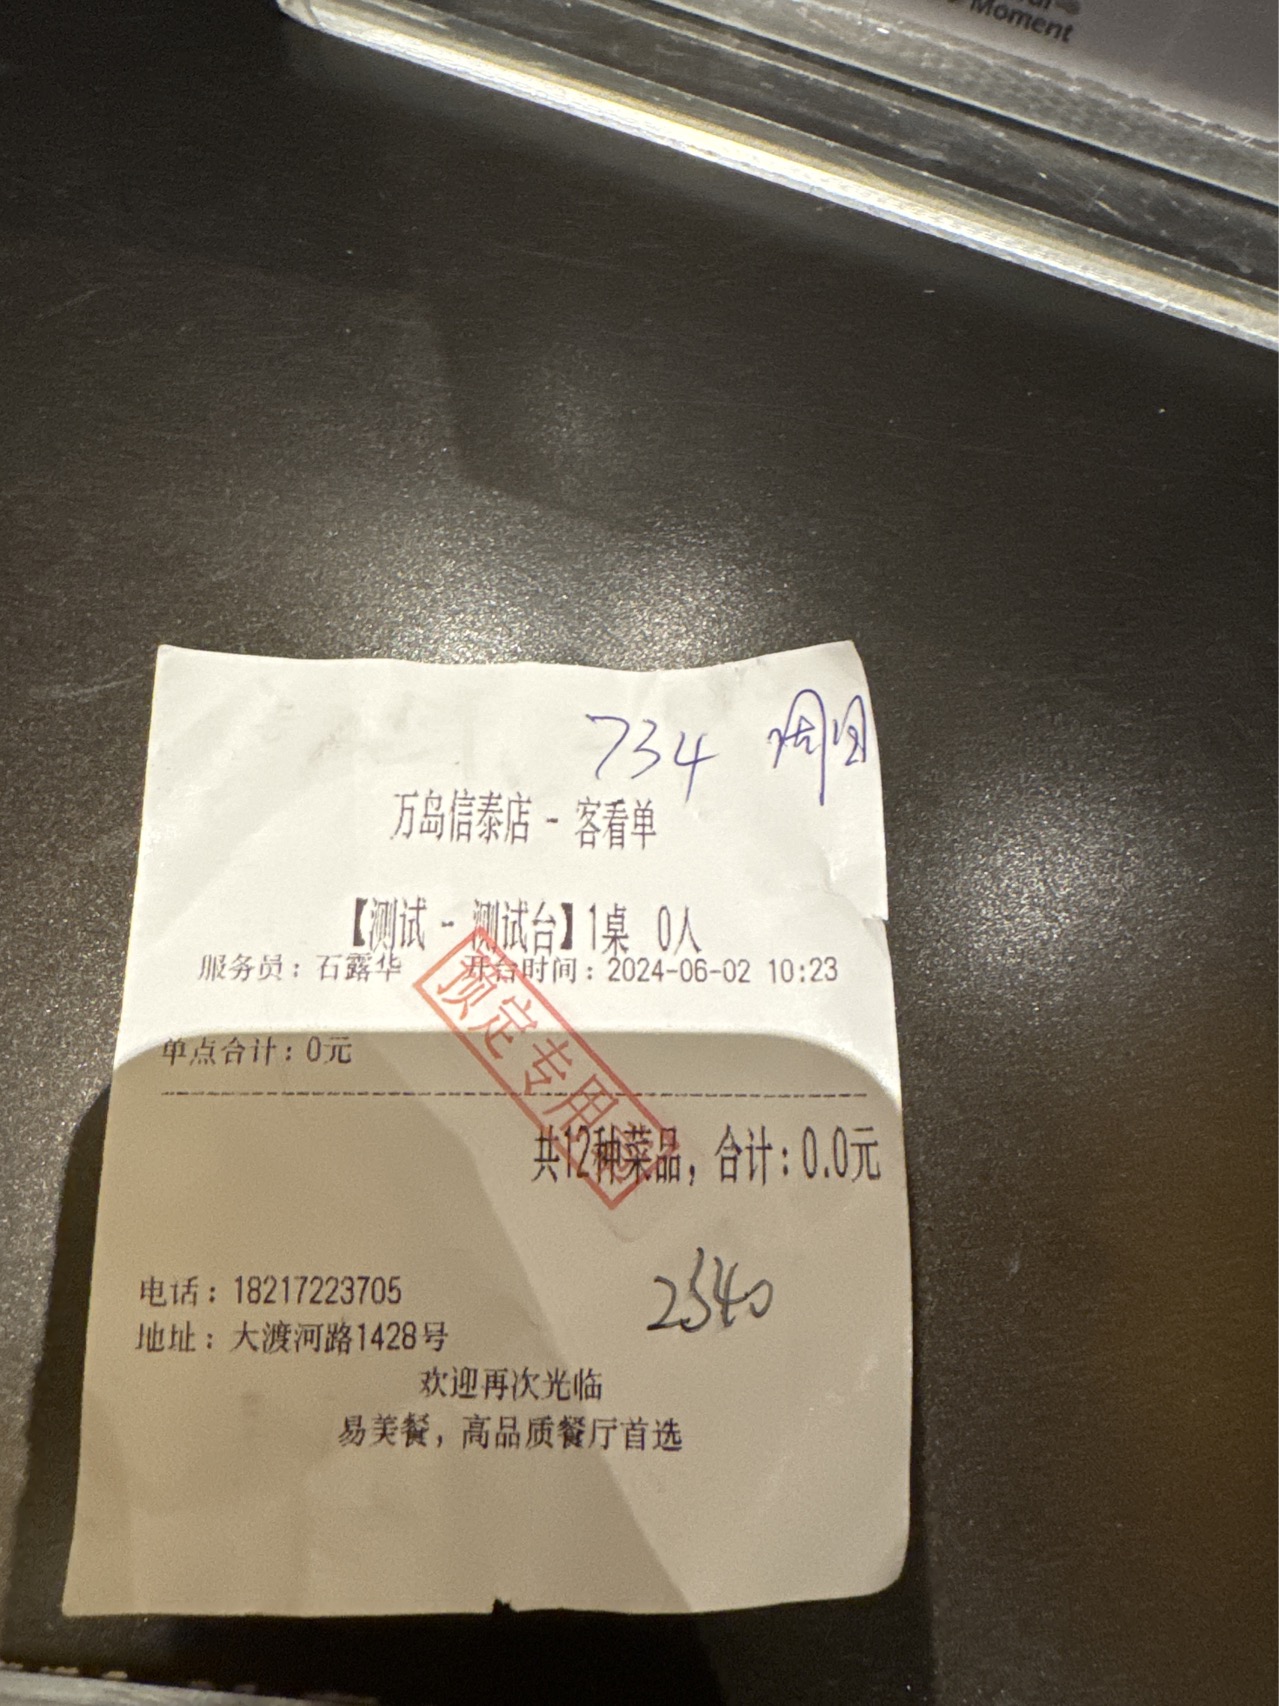 Moment
734 周日
万岛信泰店 - 客看单
【测试 - 测试台】1桌 0人
服务员：石露华 开台时间：2024-06-02 10:23
预定专用
单点合计：0元
共12种菜品，合计：0.0元
2540
电话：18217223705
地址：大渡河路1428号
欢迎再次光临
易美餐，高品质餐厅首选